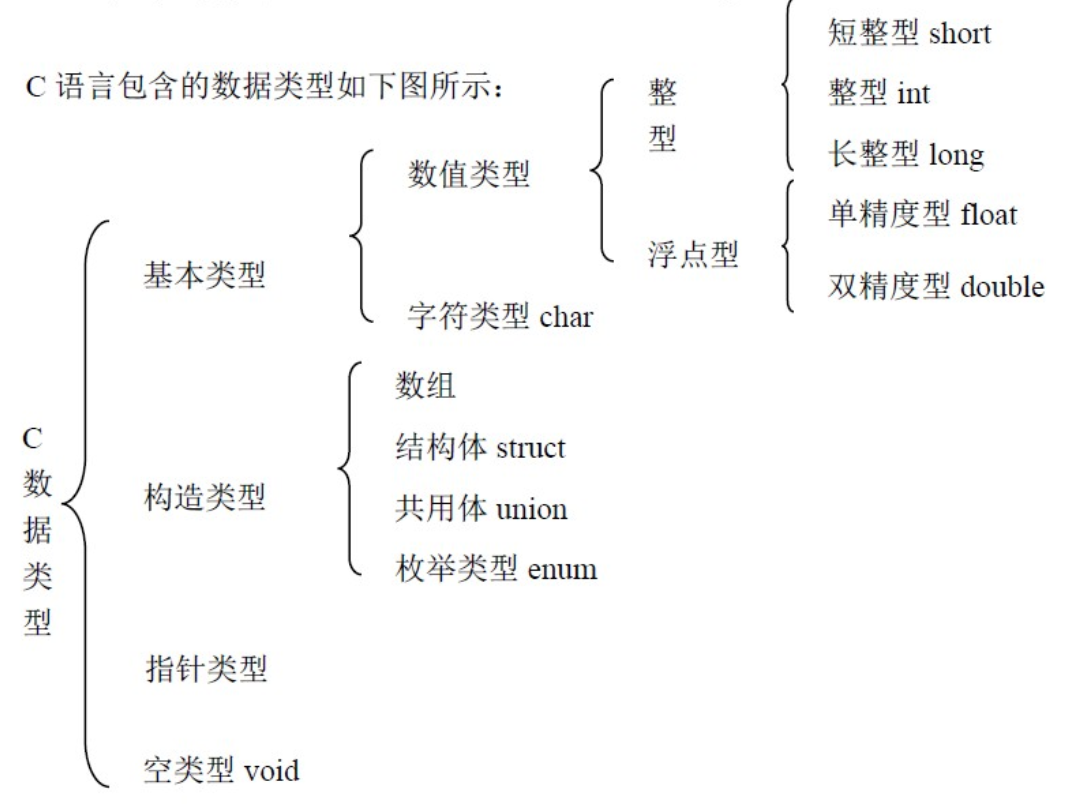 C 语言包含的数据类型如下图所示：
C
数
据
类
型
基本类型
数值类型
整
型
短整型 short
整型 int
长整型 long
浮点型
单精度型 float
双精度型 double
字符类型 char
构造类型
数组
结构体 struct
共用体 union
枚举类型 enum
指针类型
空类型 void